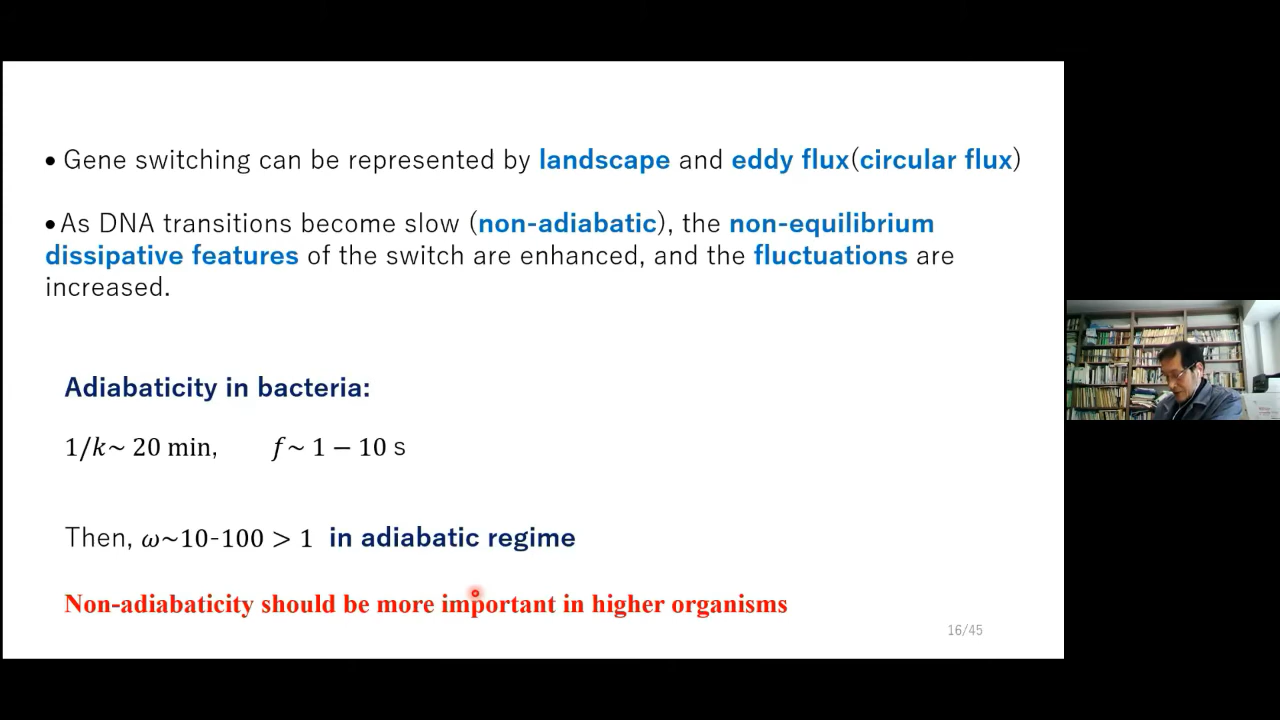 • Gene switching can be represented by landscape and eddy flux(circular flux)
• As DNA transitions become slow (non-adiabatic), the non-equilibrium
dissipative features of the switch are enhanced, and the fluctuations are
increased.
Adiabaticity in bacteria:
1/k~ 20 min, f~ 1 − 10 s
Then, ω~10-100 > 1 in adiabatic regime
Non-adiabaticity should be more important in higher organisms
16/45